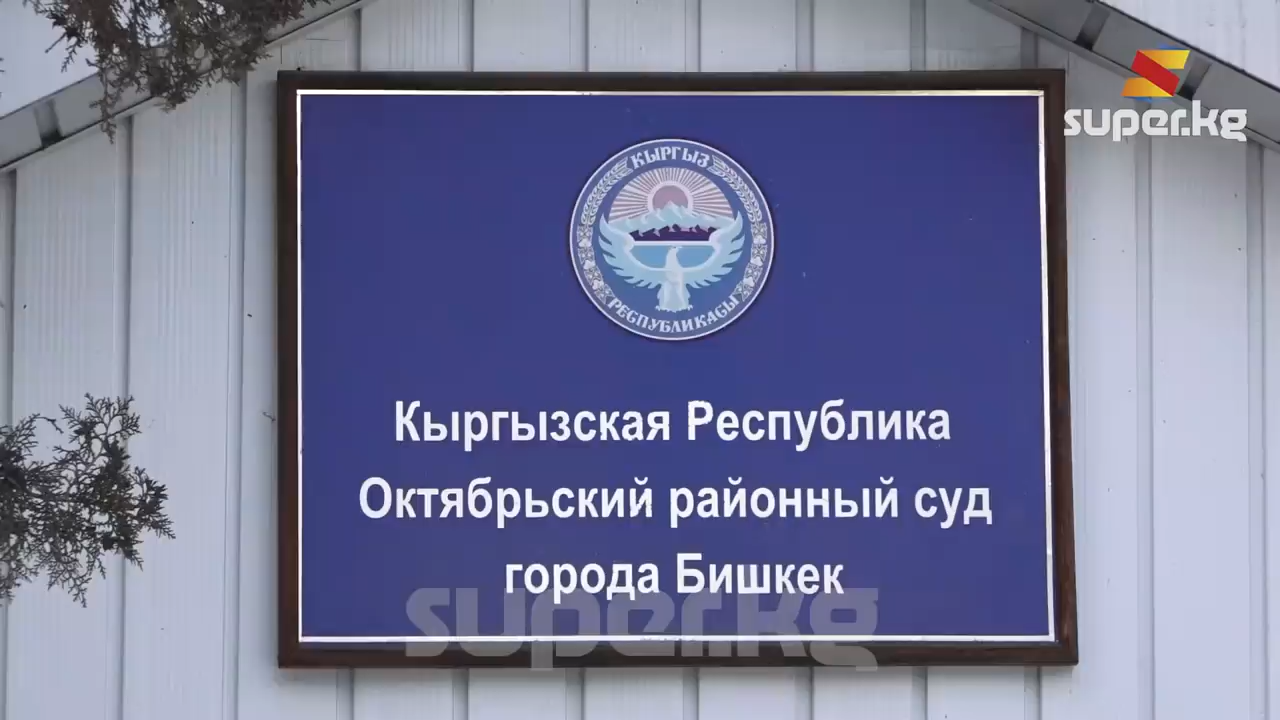 super.kg
КЫРГЫЗ
РЕСПУБЛИКАСЫ
Кыргызская Республика
Октябрьский районный суд
города Бишкек
super.kg